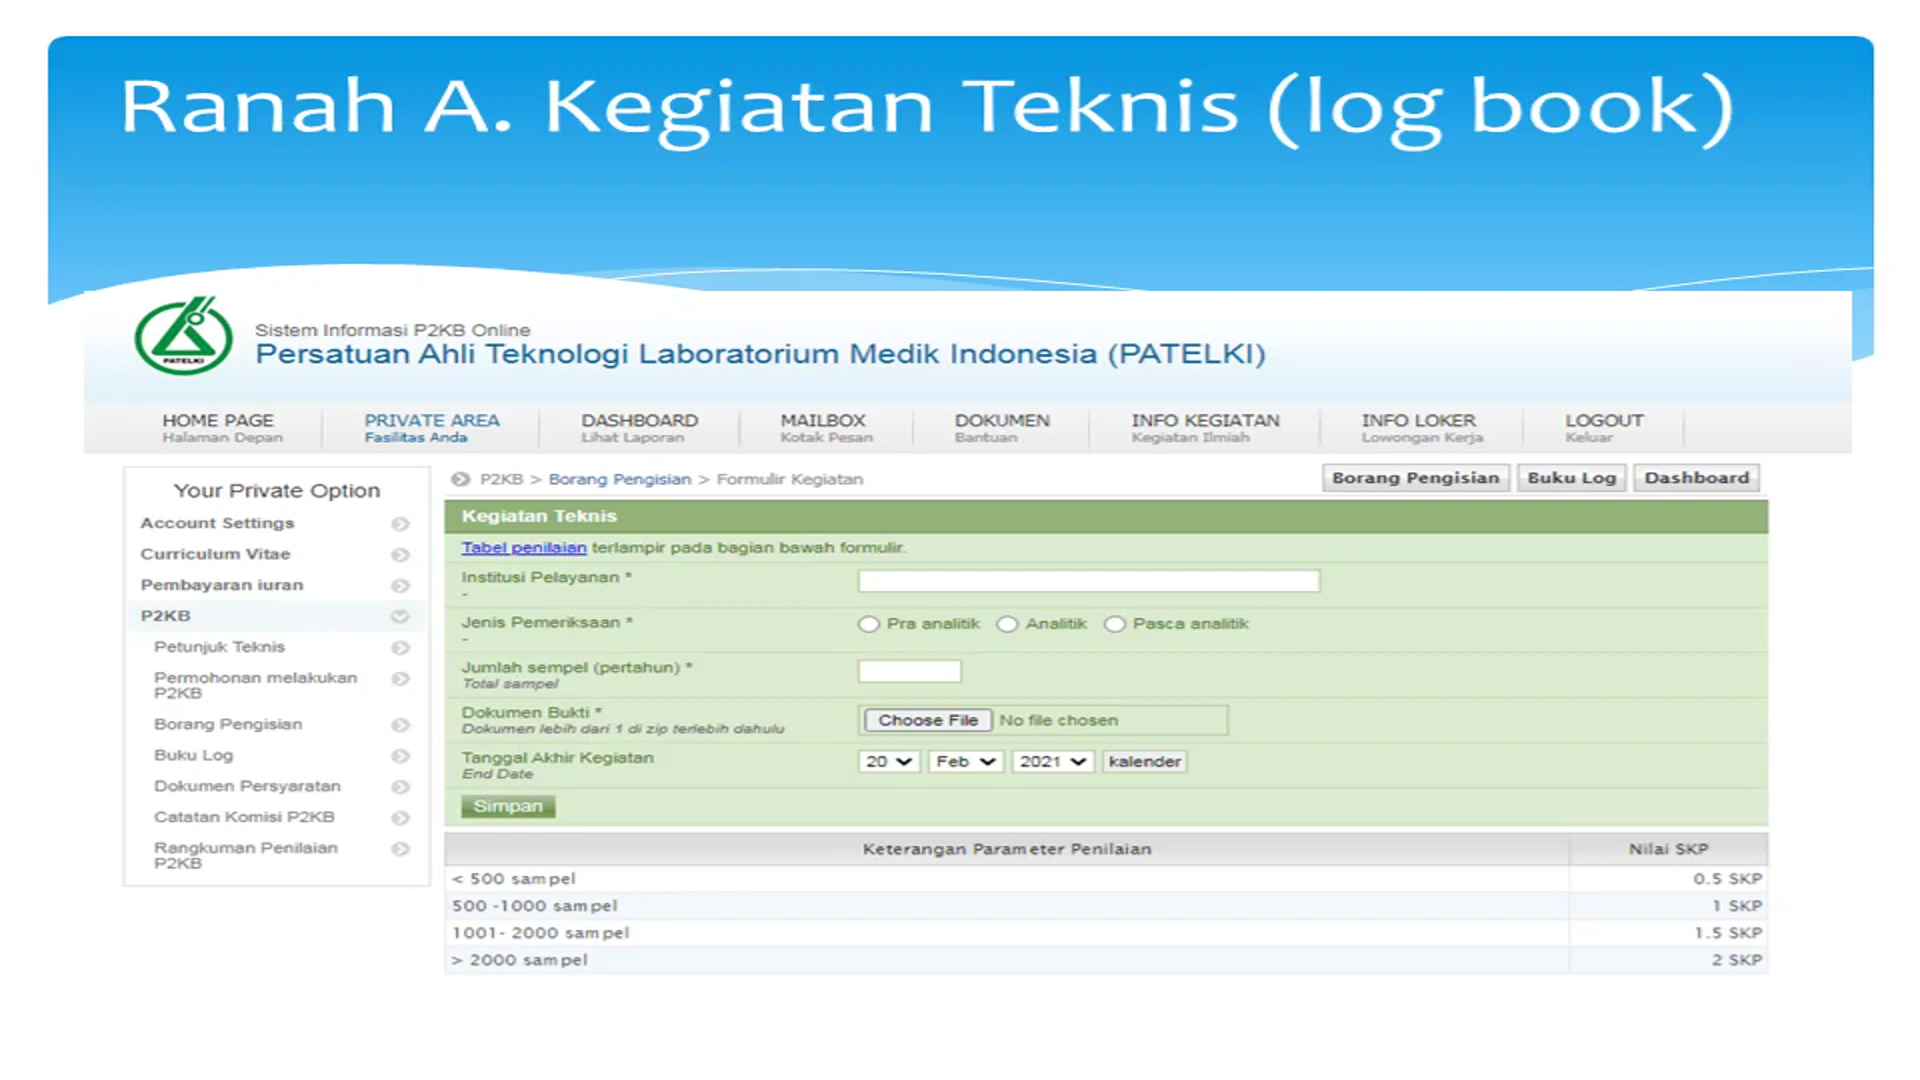 Ranah A. Kegiatan Teknis (log book)
PATELKI
Sistem Informasi P2KB Online
Persatuan Ahli Teknologi Laboratorium Medik Indonesia (PATELKI)
HOME PAGE PRIVATE AREA DASHBOARD MAILBOX DOKUMEN INFO KEGIATAN INFO LOKER LOGOUT
Halaman Depan Fasilitas Anda Lihat Laporan Kotak Pesan Bantuan Kegiatan Ilmiah Lowongan Kerja Keluar
Your Private Option
Account Settings
Curriculum Vitae
Pembayaran iuran
P2KB
Petunjuk Teknis
Permohonan melakukan
P2KB
Borang Pengisian
Buku Log
Dokumen Persyaratan
Catatan Komisi P2KB
Rangkuman Penilaian
P2KB
P2KB > Borang Pengisian > Formulir Kegiatan
Borang Pengisian Buku Log Dashboard
Kegiatan Teknis
Tabel penilaian terlampir pada bagian bawah formulir.
Institusi Pelayanan *
-
Jenis Pemeriksaan * Pra analitik Analitik Pasca analitik
-
Jumlah sempel (pertahun) *
Total sampel
Dokumen Bukti * Choose File No file chosen
Dokumen lebih dari 1 di zip terlebih dahulu
Tanggal Akhir Kegiatan 20 Feb 2021 kalender
End Date
Simpan
Keterangan Parameter Penilaian Nilai SKP
< 500 sampel 0.5 SKP
500 -1000 sampel 1 SKP
1001- 2000 sampel 1.5 SKP
> 2000 sampel 2 SKP